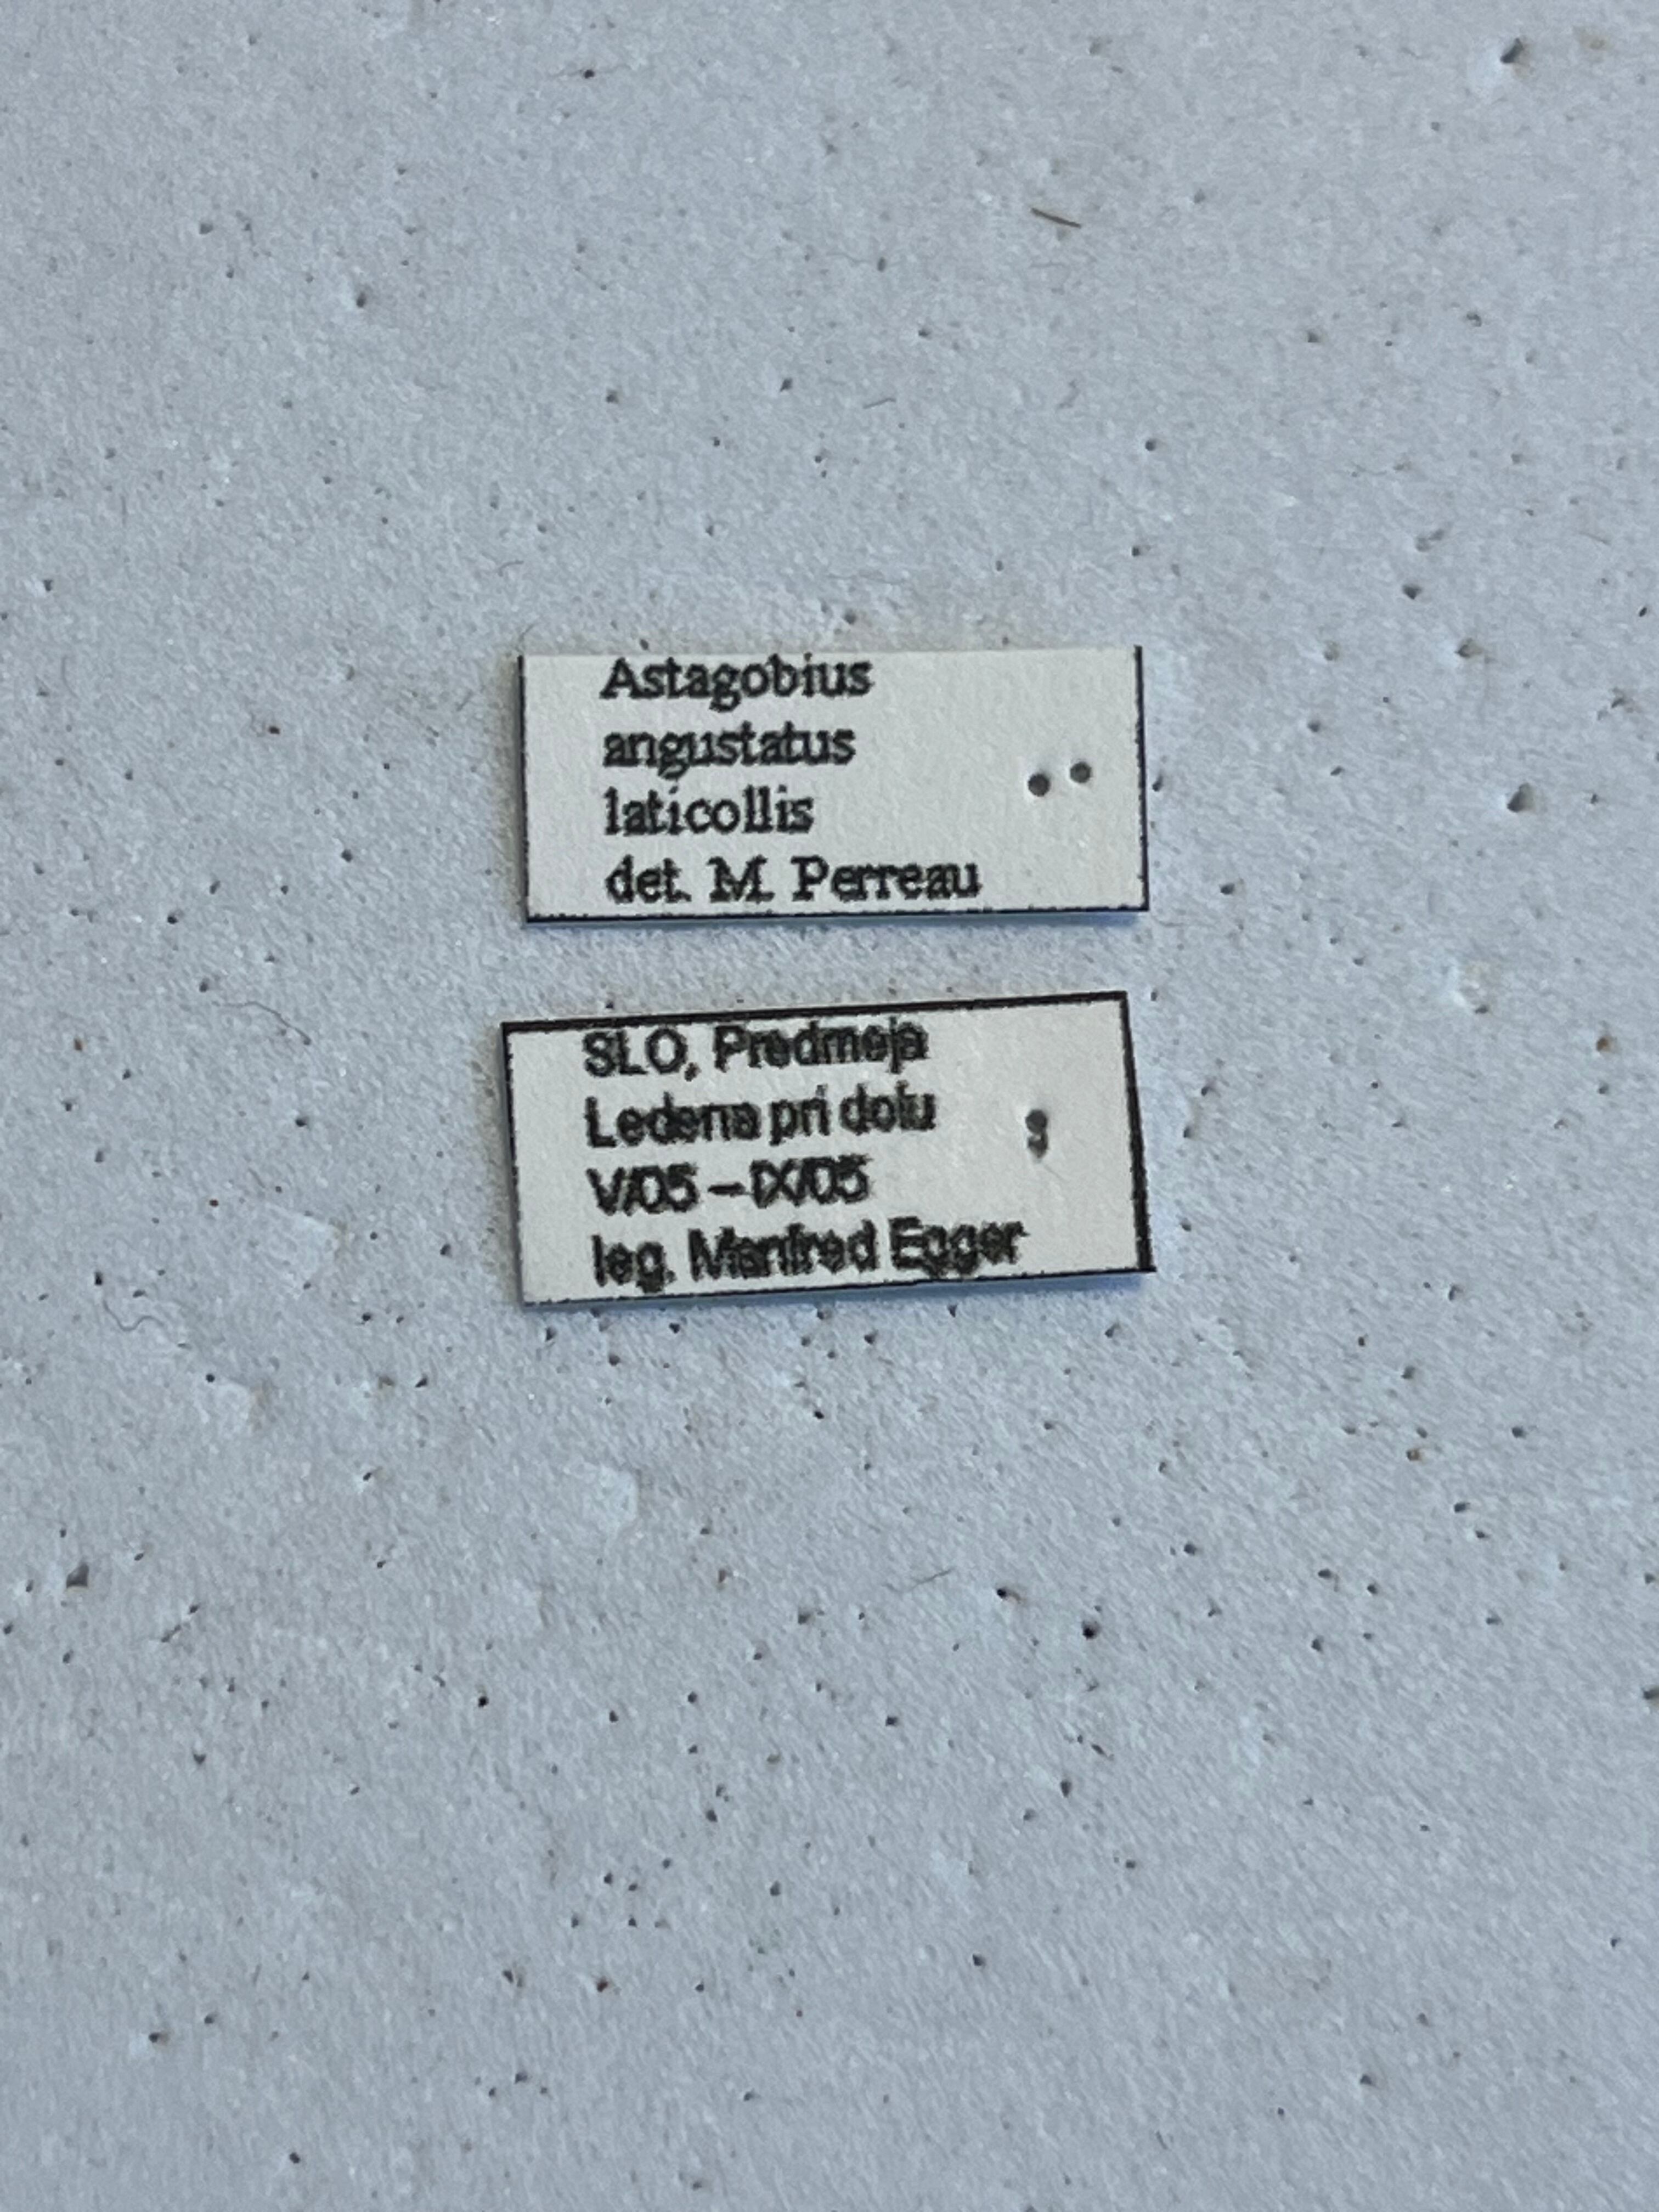 Astagobius
angustatus
laticollis
det. M. Perreau
SLO, Predmeja
Ledena pri dolu
V/05 – IX/05
leg. Manfred Egger